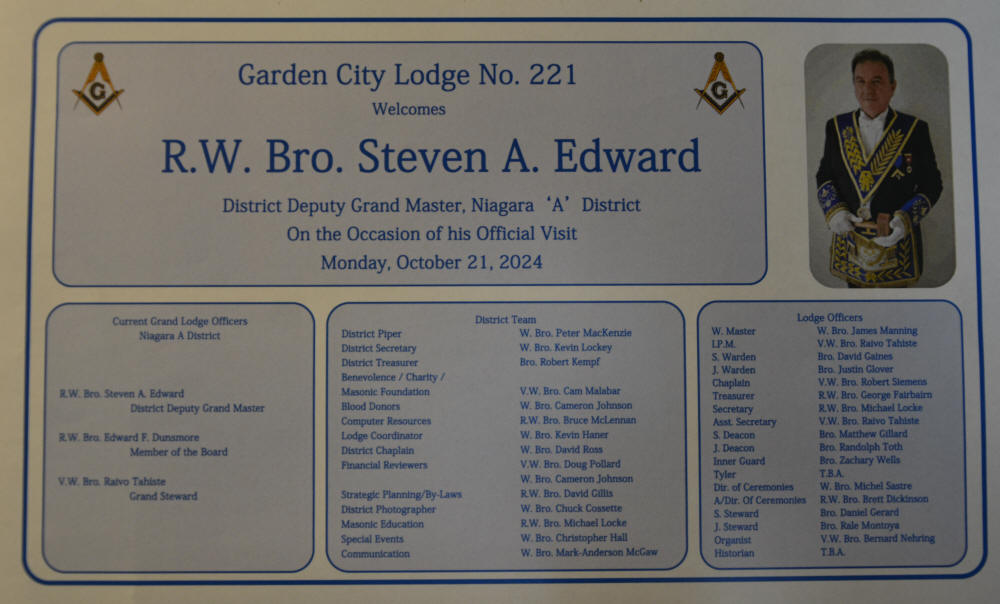 Garden City Lodge No. 221
Welcomes
R.W. Bro. Steven A. Edward
District Deputy Grand Master, Niagara ‘A’ District
On the Occasion of his Official Visit
Monday, October 21, 2024
G
G
Current Grand Lodge Officers
Niagara A District
R.W. Bro. Steven A. Edward
District Deputy Grand Master
R.W. Bro. Edward F. Dunsmore
Member of the Board
V.W. Bro. Raivo Tahiste
Grand Steward
District Team
District Piper W. Bro. Peter MacKenzie
District Secretary W. Bro. Kevin Lockey
District Treasurer Bro. Robert Kempf
Benevolence / Charity /
Masonic Foundation V.W. Bro. Cam Malabar
Blood Donors W. Bro. Cameron Johnson
Computer Resources R.W. Bro. Bruce McLennan
Lodge Coordinator W. Bro. Kevin Haner
District Chaplain W. Bro. David Ross
Financial Reviewers V.W. Bro. Doug Pollard
W. Bro. Cameron Johnson
Strategic Planning/By-Laws R.W. Bro. David Gillis
District Photographer W. Bro. Chuck Cossette
Masonic Education R.W. Bro. Michael Locke
Special Events W. Bro. Christopher Hall
Communication W. Bro. Mark-Anderson McGaw
Lodge Officers
W. Master W. Bro. James Manning
I.P.M. V.W. Bro. Raivo Tahiste
S. Warden Bro. David Gaines
J. Warden Bro. Justin Glover
Chaplain V.W. Bro. Robert Siemens
Treasurer R.W. Bro. George Fairbairn
Secretary R.W. Bro. Michael Locke
Asst. Secretary V.W. Bro. Raivo Tahiste
S. Deacon Bro. Matthew Gillard
J. Deacon Bro. Randolph Toth
Inner Guard Bro. Zachary Wells
Tyler T.B.A.
Dir. of Ceremonies W. Bro. Michel Sastre
A/Dir. Of Ceremonies R.W. Bro. Brett Dickinson
S. Steward Bro. Daniel Gerard
J. Steward Bro. Rale Montoya
Organist V.W. Bro. Bernard Nehring
Historian T.B.A.